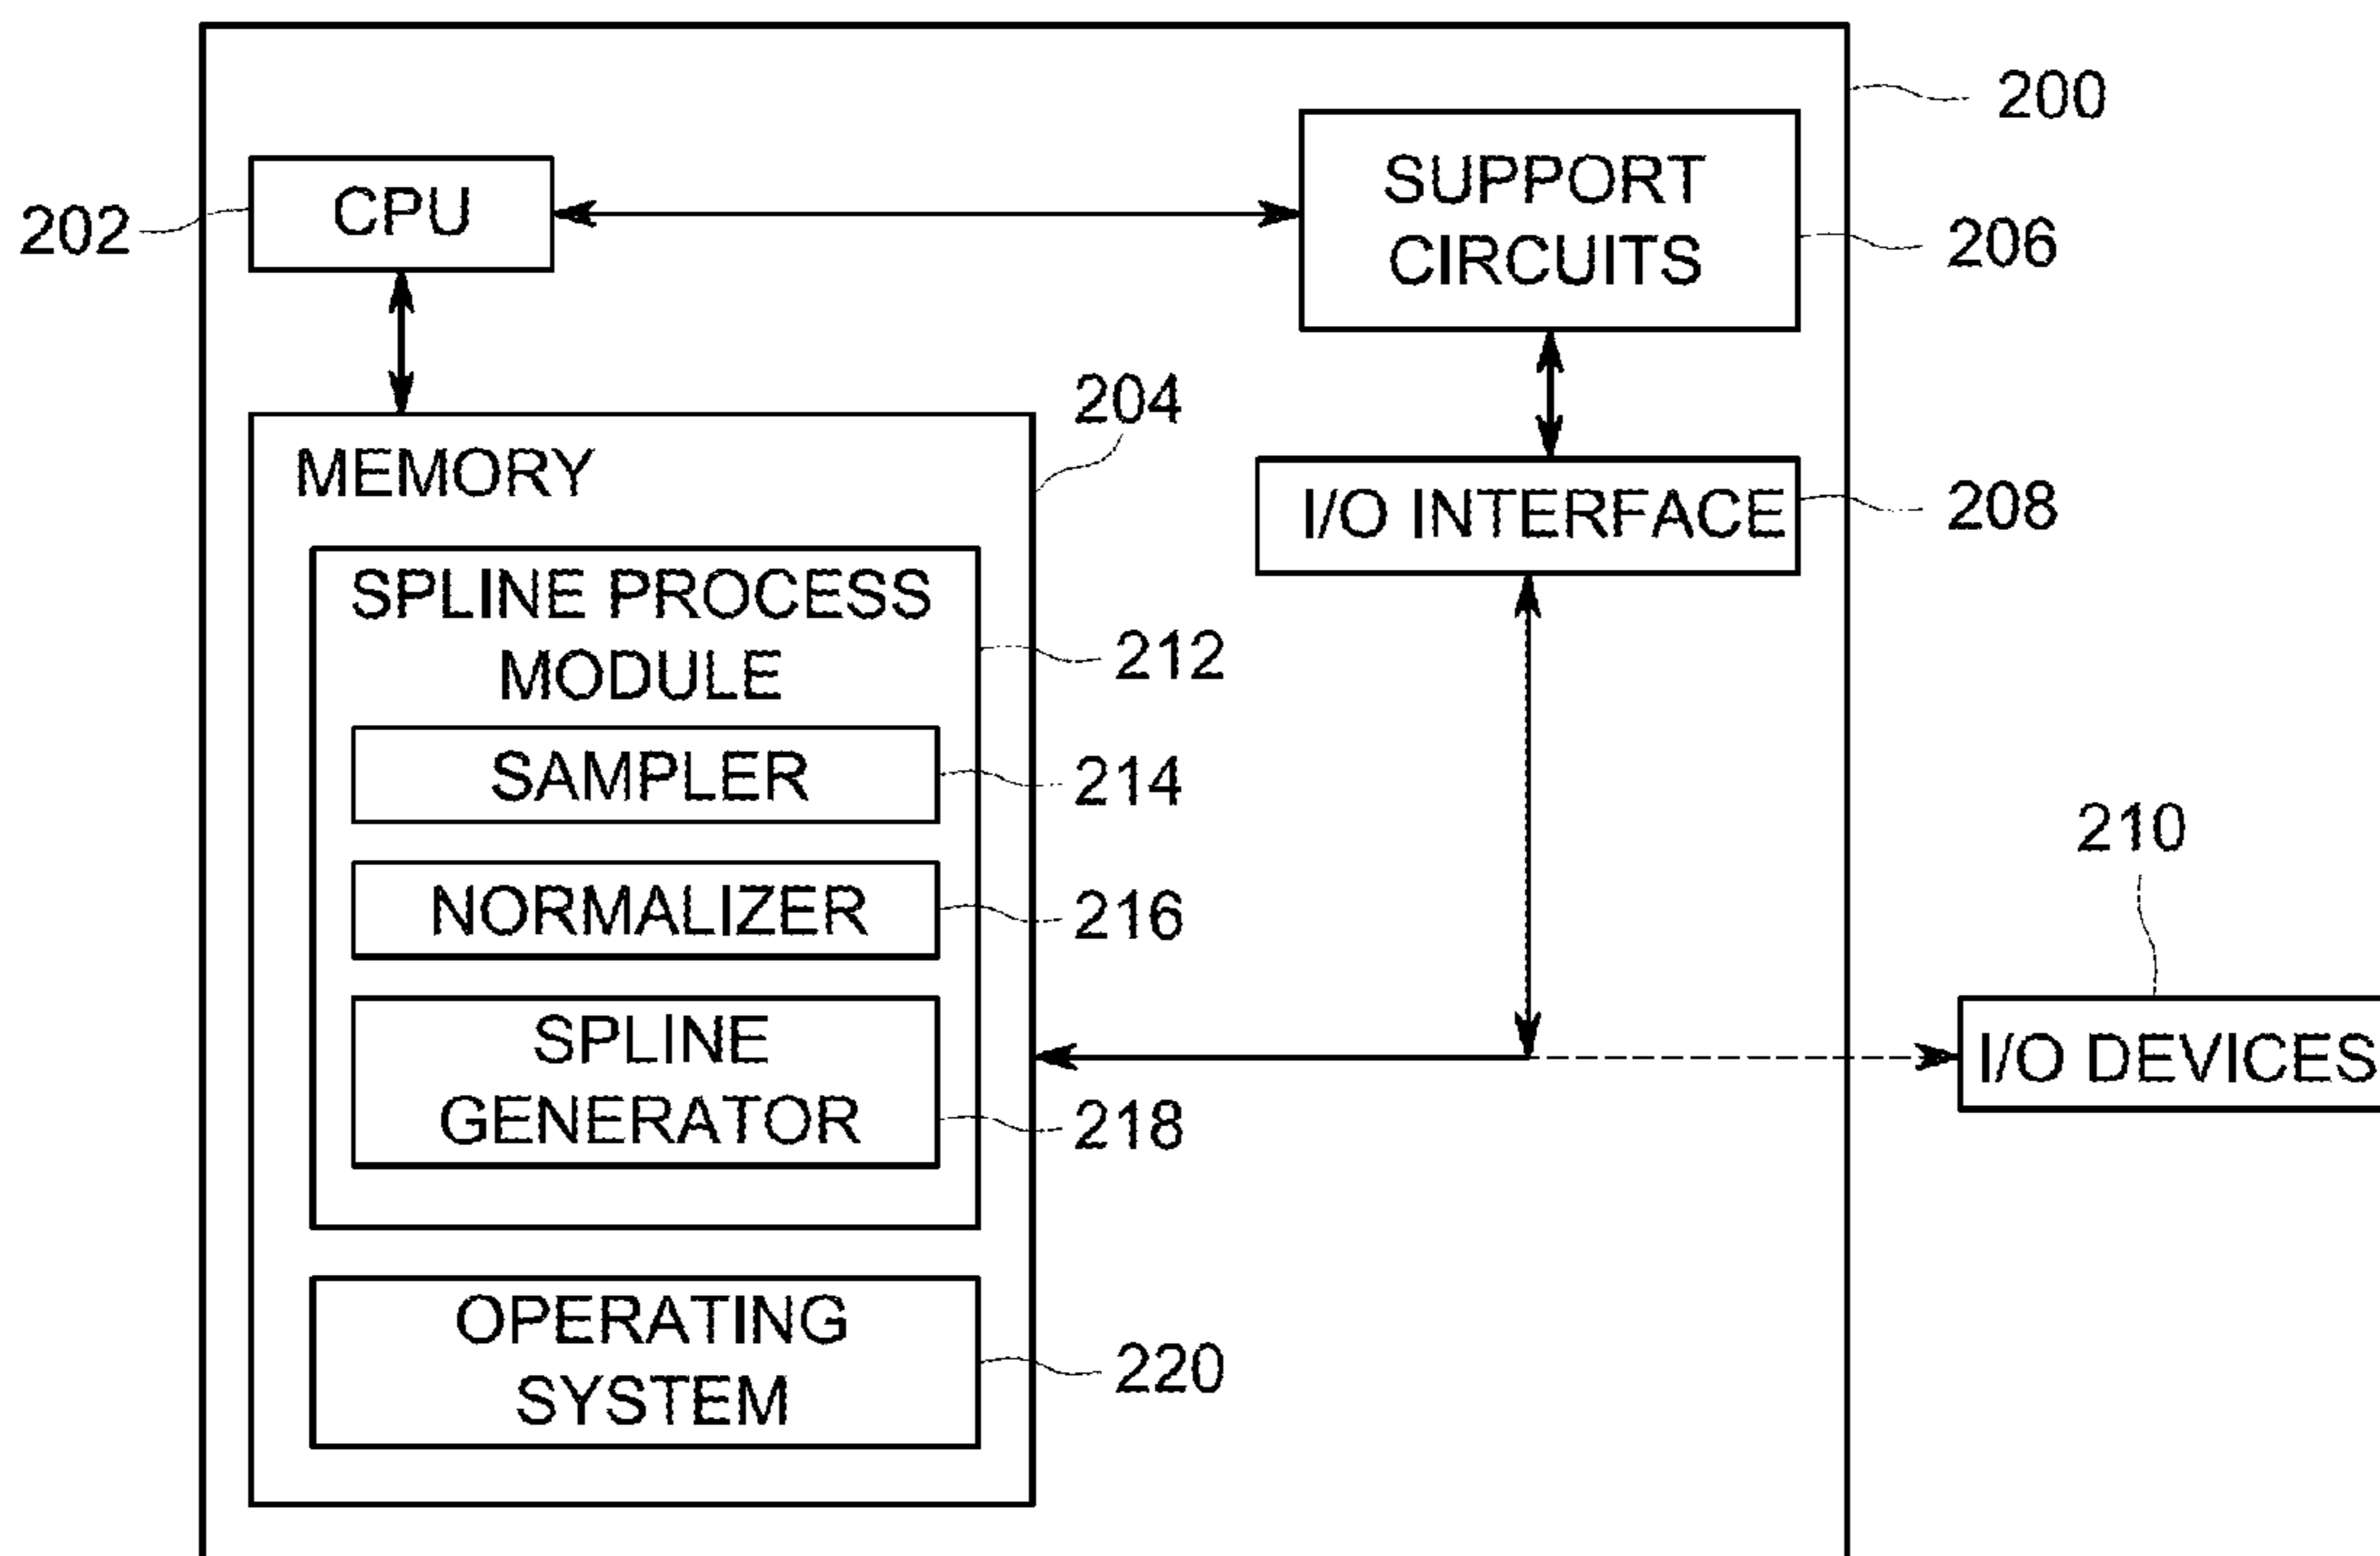 200
CPU
202
SUPPORT
CIRCUITS
206
204
MEMORY
I/O INTERFACE
208
SPLINE PROCESS
MODULE
212
SAMPLER
214
NORMALIZER
216
SPLINE
GENERATOR
218
210
I/O DEVICES
OPERATING
SYSTEM
220